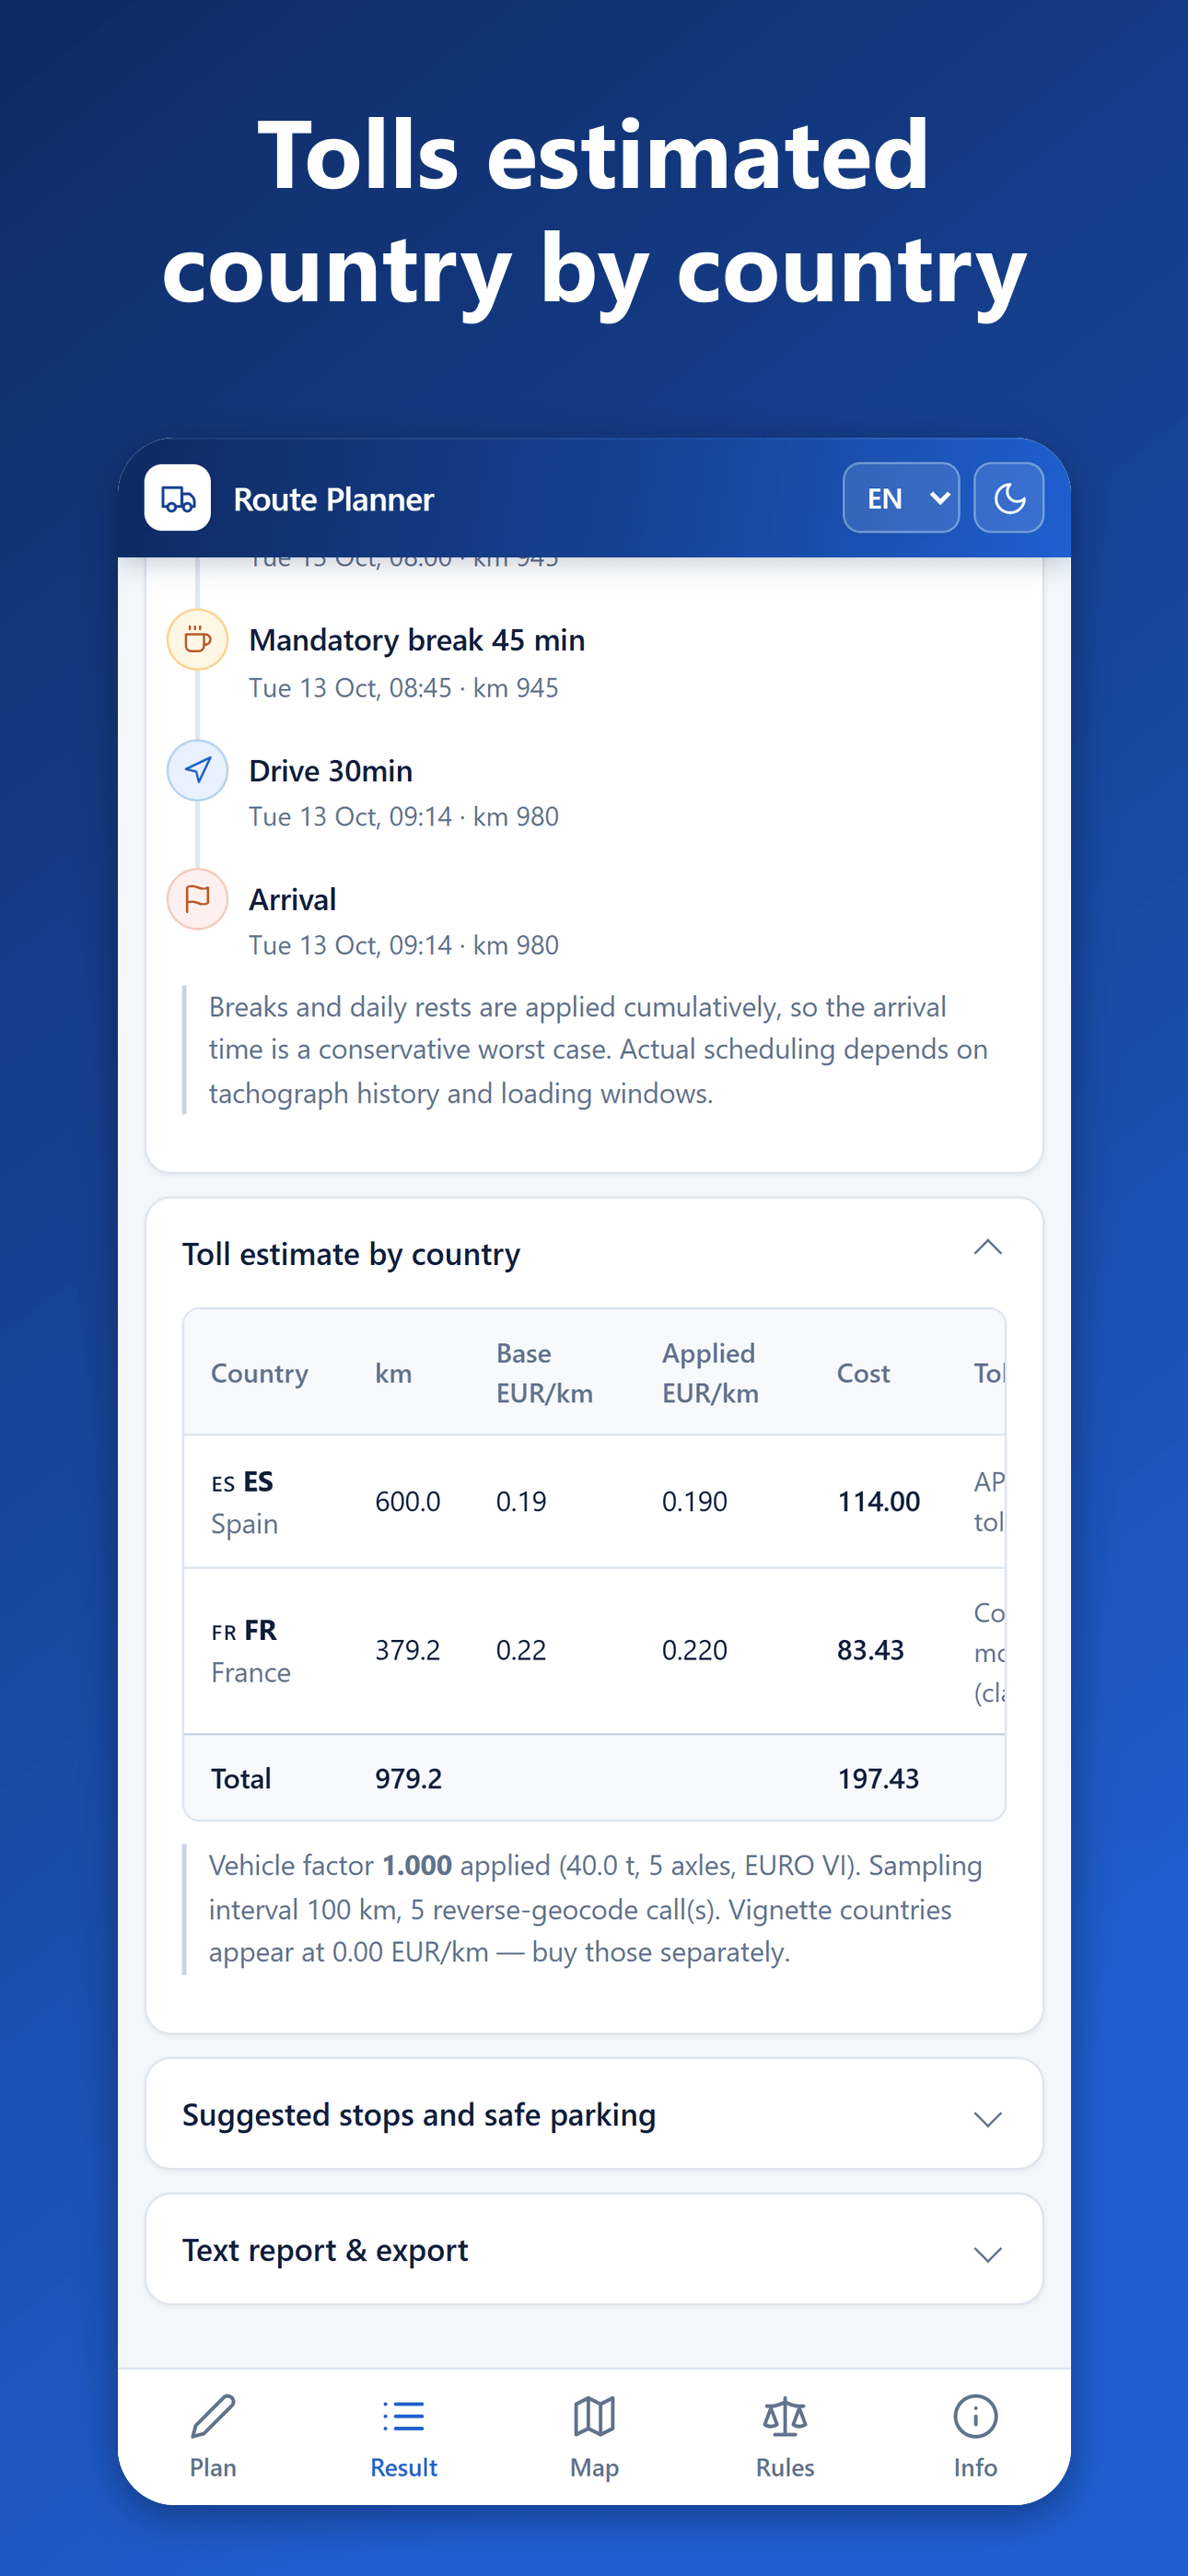 Tolls estimated
country by country
Route Planner
EN
Tue 13 Oct, 08:00 · km 945
Mandatory break 45 min
Tue 13 Oct, 08:45 · km 945
Drive 30min
Tue 13 Oct, 09:14 · km 980
Arrival
Tue 13 Oct, 09:14 · km 980
Breaks and daily rests are applied cumulatively, so the arrival
time is a conservative worst case. Actual scheduling depends on
tachograph history and loading windows.
Toll estimate by country
Country km Base EUR/km Applied EUR/km Cost
ES ES Spain 600.0 0.19 0.190 114.00
FR FR France 379.2 0.22 0.220 83.43
Total 979.2 197.43
Vehicle factor 1.000 applied (40.0 t, 5 axles, EURO VI). Sampling
interval 100 km, 5 reverse-geocode call(s). Vignette countries
appear at 0.00 EUR/km — buy those separately.
Suggested stops and safe parking
Text report & export
Plan Result Map Rules Info